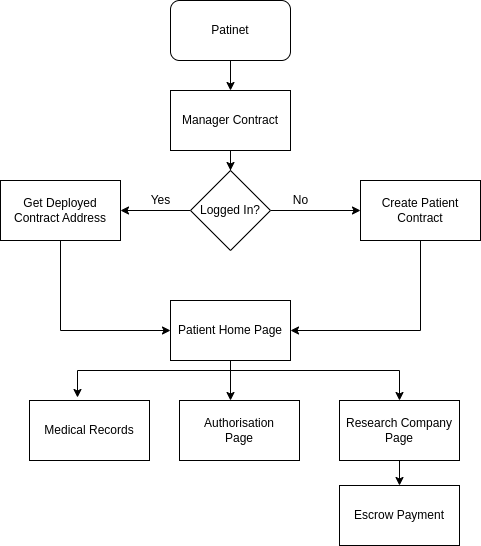 Patinet
Manager Contract
Yes
No
Get Deployed
Contract Address
Logged In?
Create Patient
Contract
Patient Home Page
Medical Records
Authorisation
Page
Research Company
Page
Escrow Payment